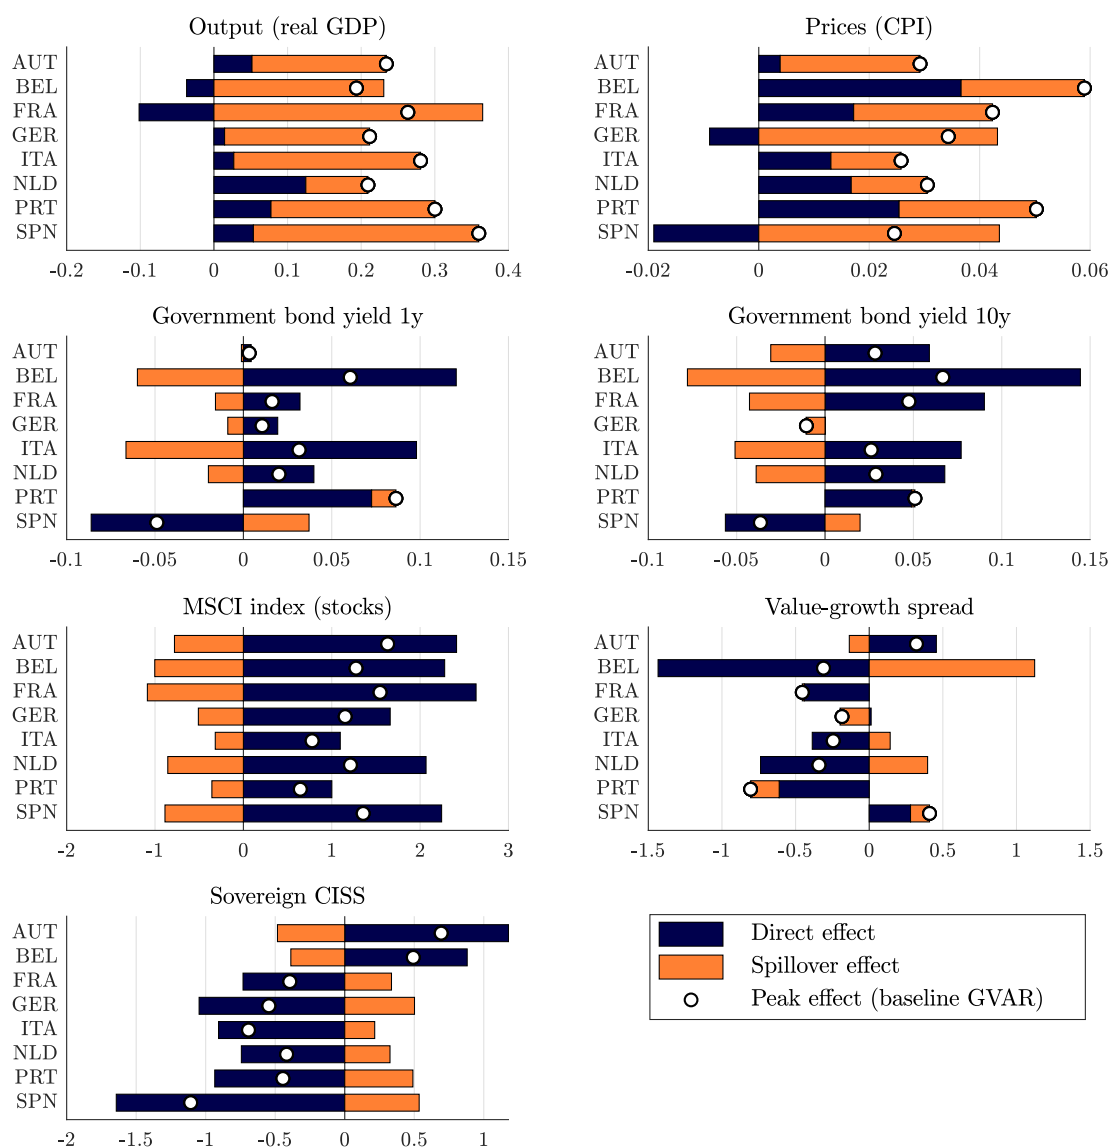 Output (real GDP)
AUT
BEL
FRA
GER
ITA
NLD
PRT
SPN
-0.2 -0.1 0 0.1 0.2 0.3 0.4
Prices (CPI)
AUT
BEL
FRA
GER
ITA
NLD
PRT
SPN
-0.02 0 0.02 0.04 0.06
Government bond yield 1y
AUT
BEL
FRA
GER
ITA
NLD
PRT
SPN
-0.1 -0.05 0 0.05 0.1 0.15
Government bond yield 10y
AUT
BEL
FRA
GER
ITA
NLD
PRT
SPN
-0.1 -0.05 0 0.05 0.1 0.15
MSCI index (stocks)
AUT
BEL
FRA
GER
ITA
NLD
PRT
SPN
-2 -1 0 1 2 3
Value-growth spread
AUT
BEL
FRA
GER
ITA
NLD
PRT
SPN
-1.5 -1 -0.5 0 0.5 1 1.5
Sovereign CISS
AUT
BEL
FRA
GER
ITA
NLD
PRT
SPN
-2 -1.5 -1 -0.5 0 0.5 1
Direct effect
Spillover effect
Peak effect (baseline GVAR)